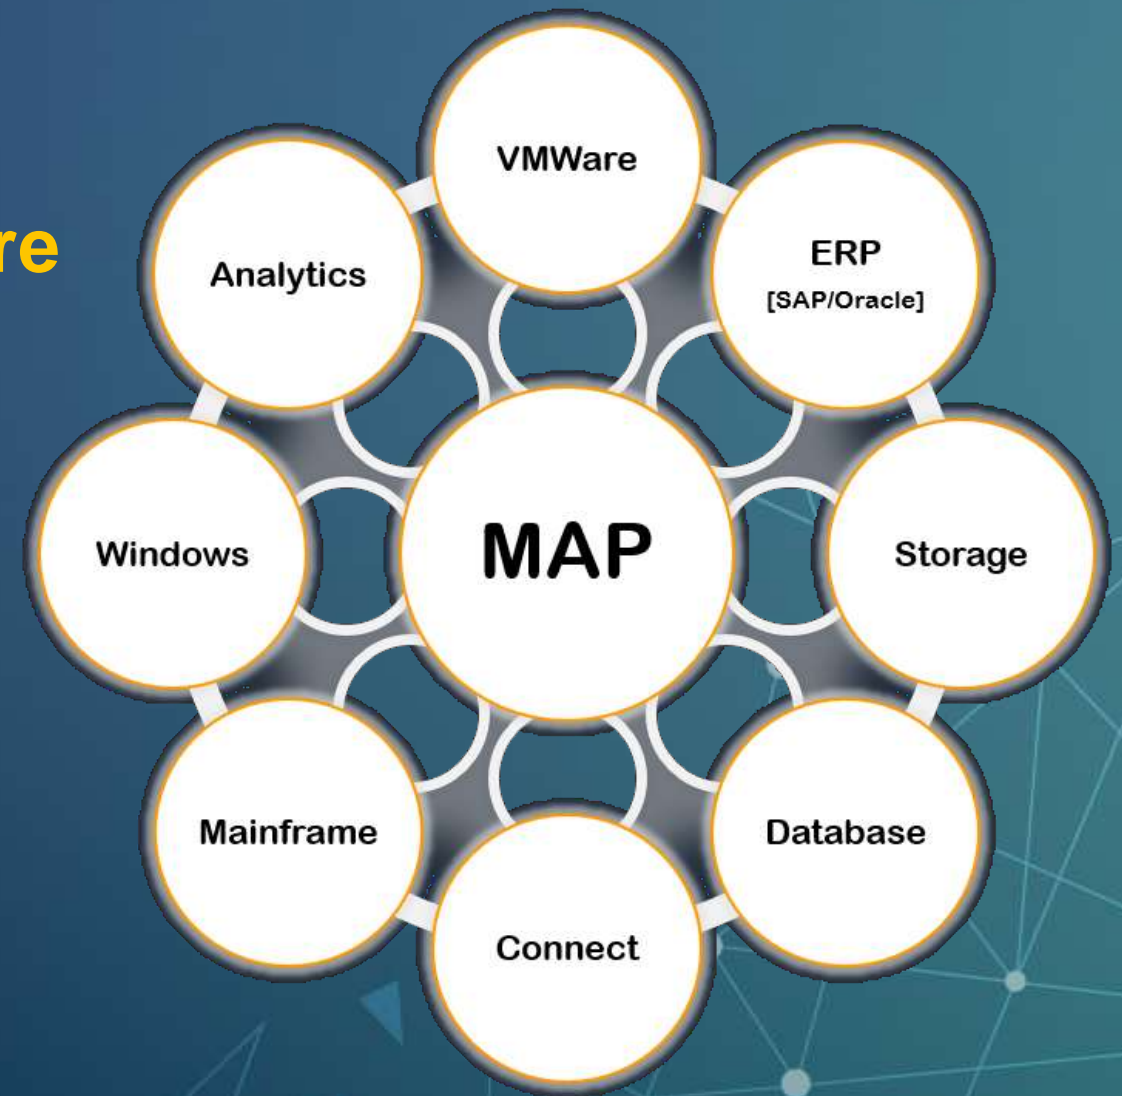 VMWare
ERP
[SAP/Oracle]
re
Analytics
MAP
Windows
Storage
Mainframe
Database
Connect